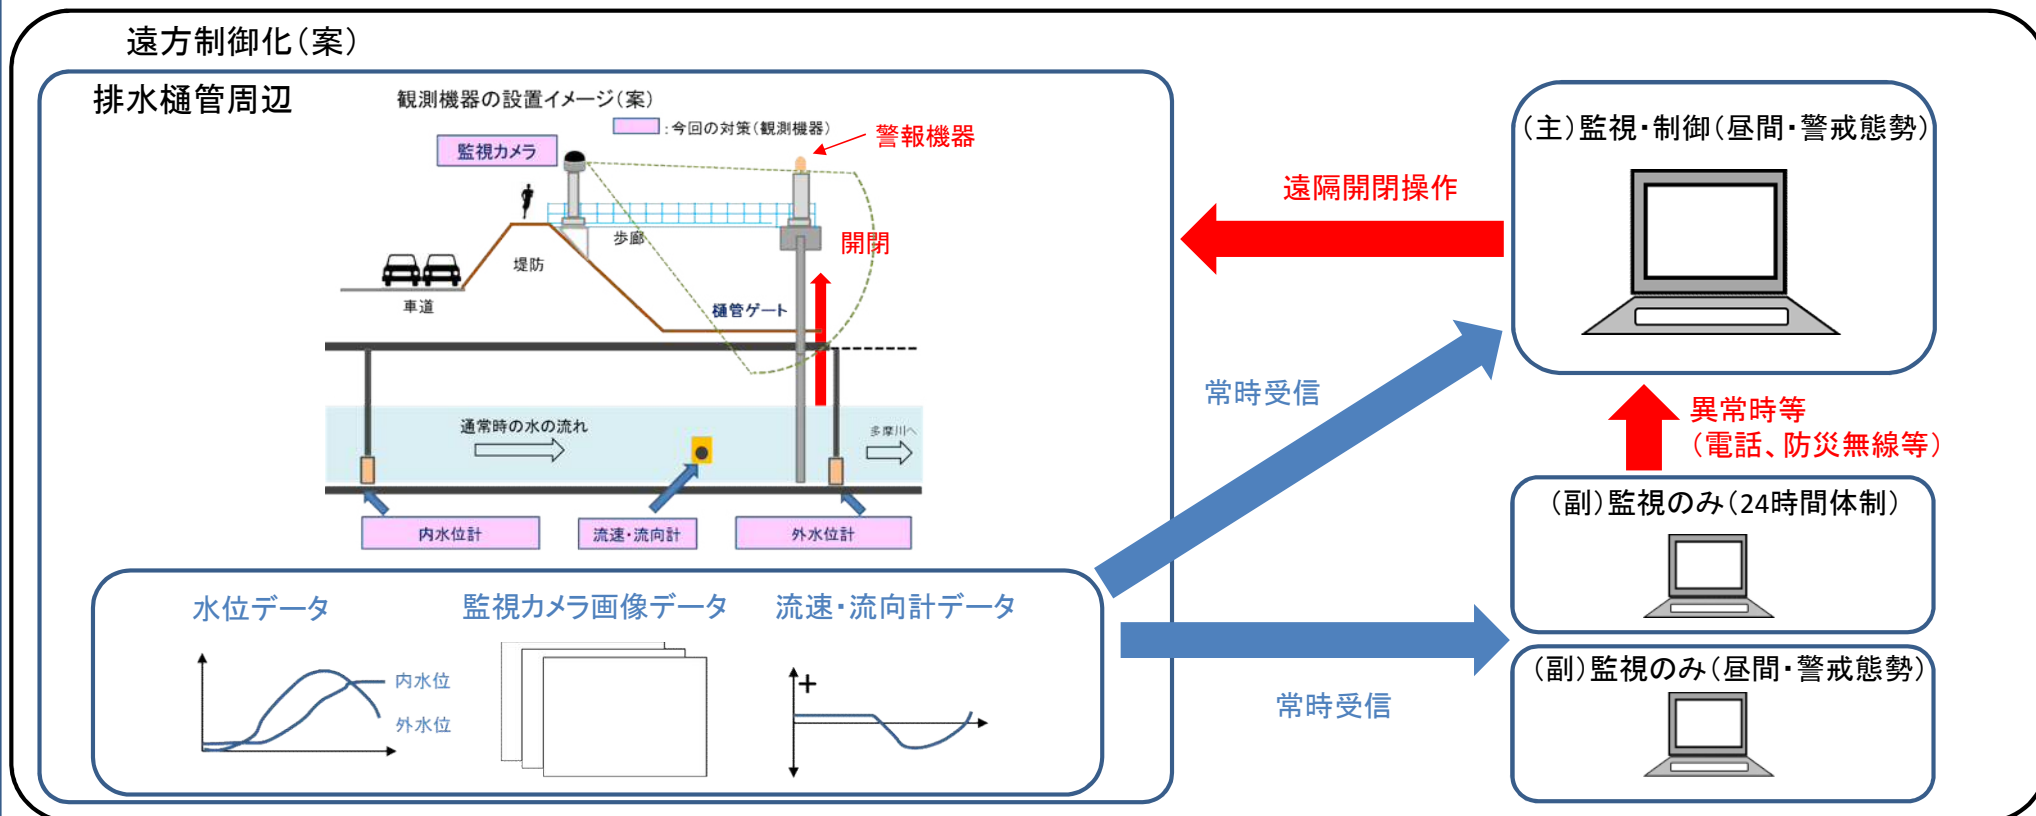 遠方制御化（案）
排水樋管周辺
観測機器の設置イメージ（案）
：今回の対策（観測機器）
警報機器
監視カメラ
歩廊
開閉
堤防
車道
樋管ゲート
通常時の水の流れ
多摩川へ
内水位計
流速・流向計
外水位計
水位データ
監視カメラ画像データ
流速・流向計データ
内水位
外水位
+
遠隔開閉操作
常時受信
常時受信
（主）監視・制御（昼間・警戒態勢）
異常時等
（電話、防災無線等）
（副）監視のみ（24時間体制）
（副）監視のみ（昼間・警戒態勢）